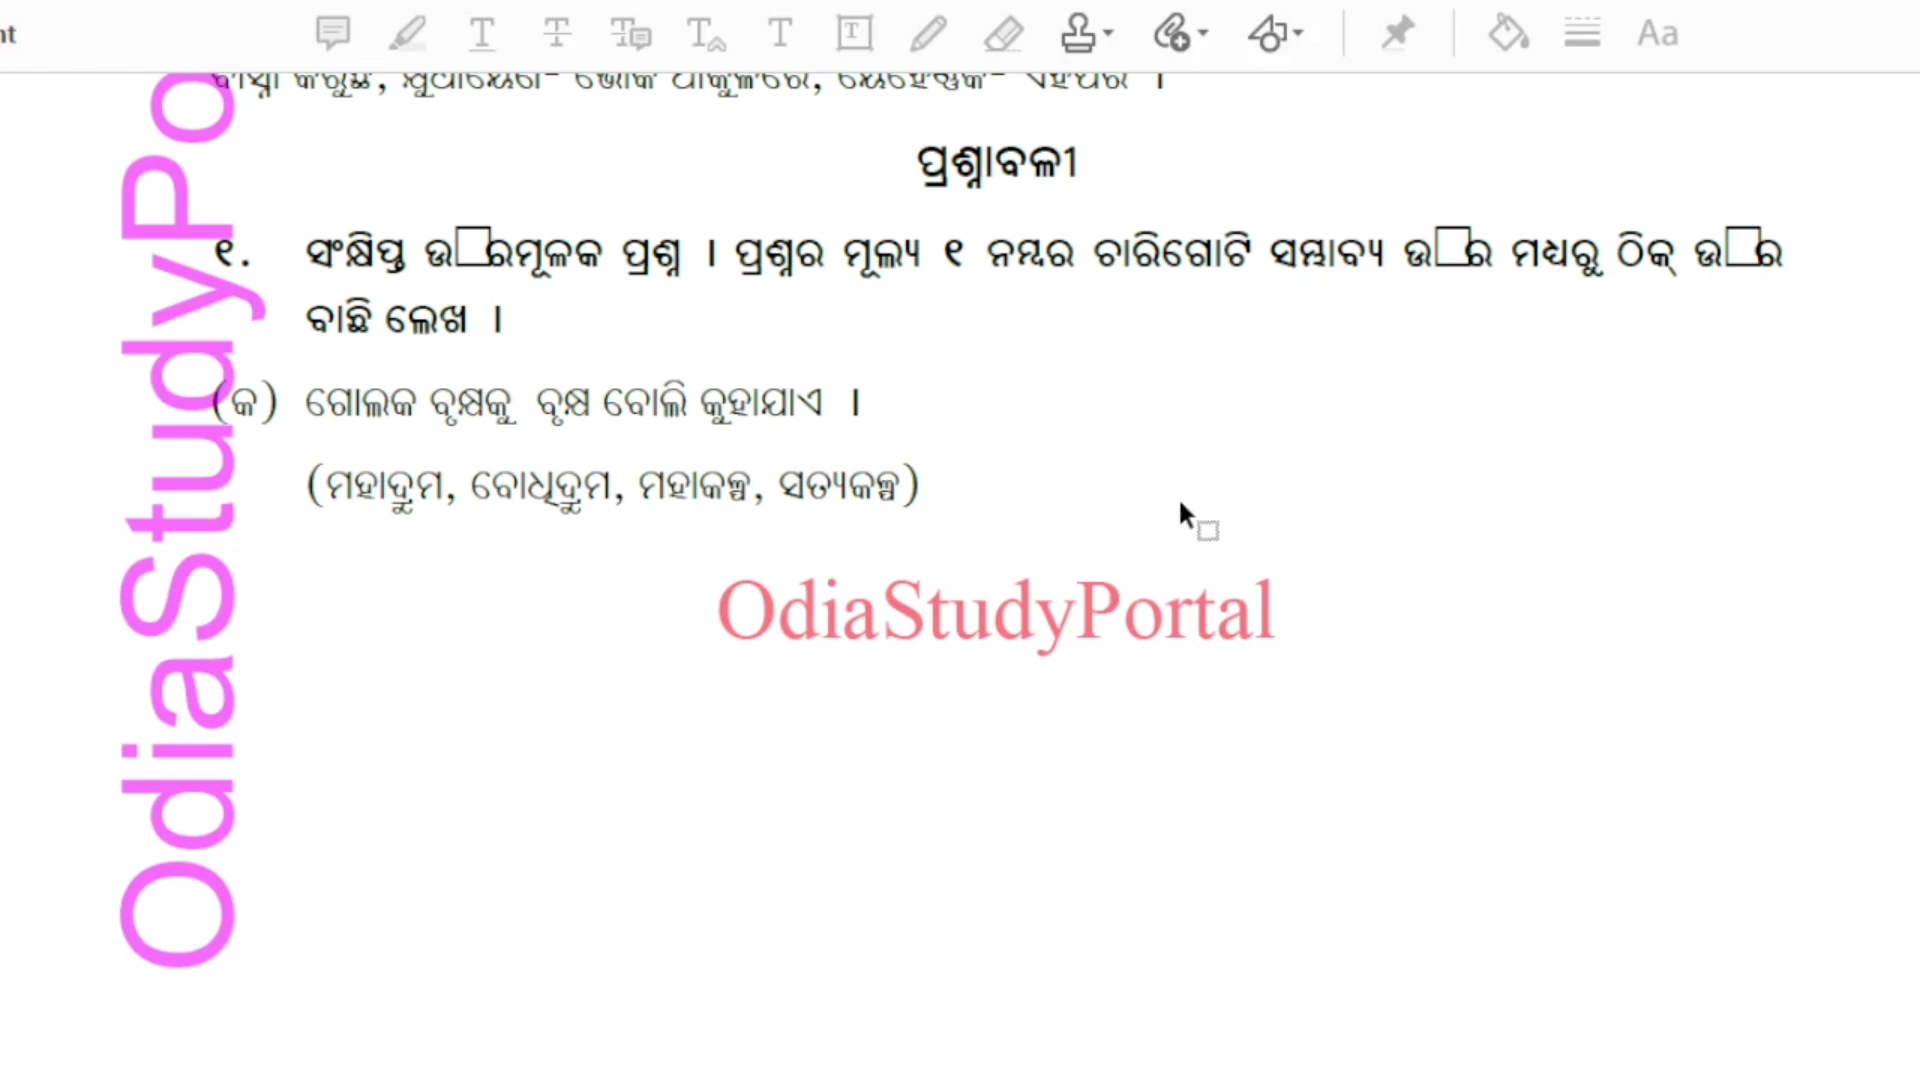 nt
Aa
ପ୍ରଶ୍ନାବଳୀ
୧. ସଂକ୍ଷିପ୍ତ ଉ□ରମୂଳକ ପ୍ରଶ୍ନ । ପ୍ରଶ୍ନର ମୂଲ୍ୟ ୧ ନମ୍ବର ଚାରିଗୋଟି ସମ୍ଭାବ୍ୟ ଉ□ର ମଧ୍ୟରୁ ଠିକ୍ ଉ□ର
ବାଛି ଲେଖ ।
(କ) ଗୋଲକ ବୃକ୍ଷକୁ ବୃକ୍ଷ ବୋଲି କୁହାଯାଏ ।
(ମହାଦ୍ରୁମ, ବୋଧିଦ୍ରୁମ, ମହାକଳ୍ପ, ସତ୍ୟକଳ୍ପ)
OdiaStudyPortal
OdiaStudyPo